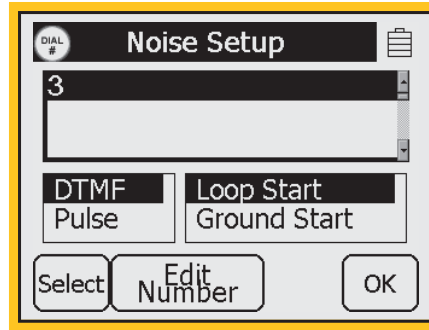 DIAL
#
Noise Setup
3
DTMF
Pulse
Loop Start
Ground Start
Select
Edit
Number
OK